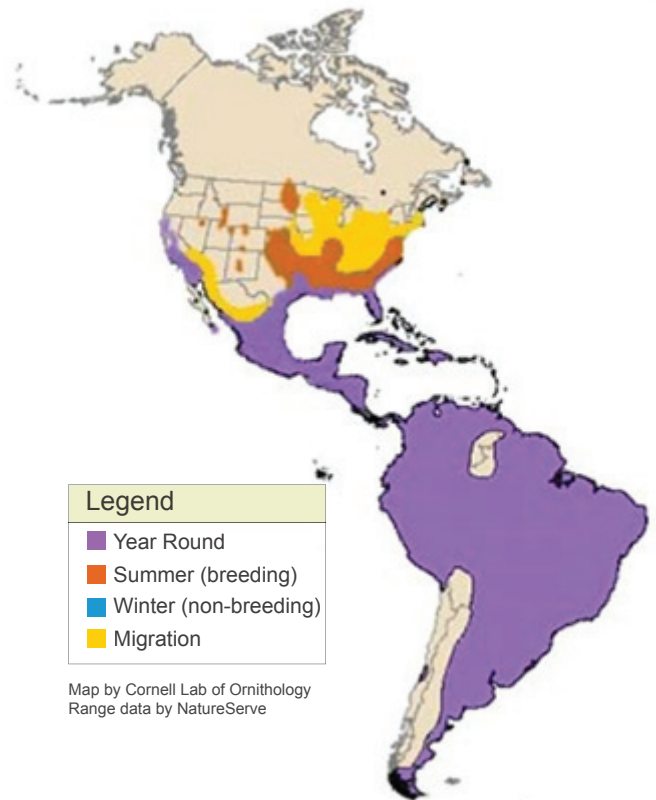 Legend
Year Round
Summer (breeding)
Winter (non-breeding)
Migration
Map by Cornell Lab of Ornithology
Range data by NatureServe